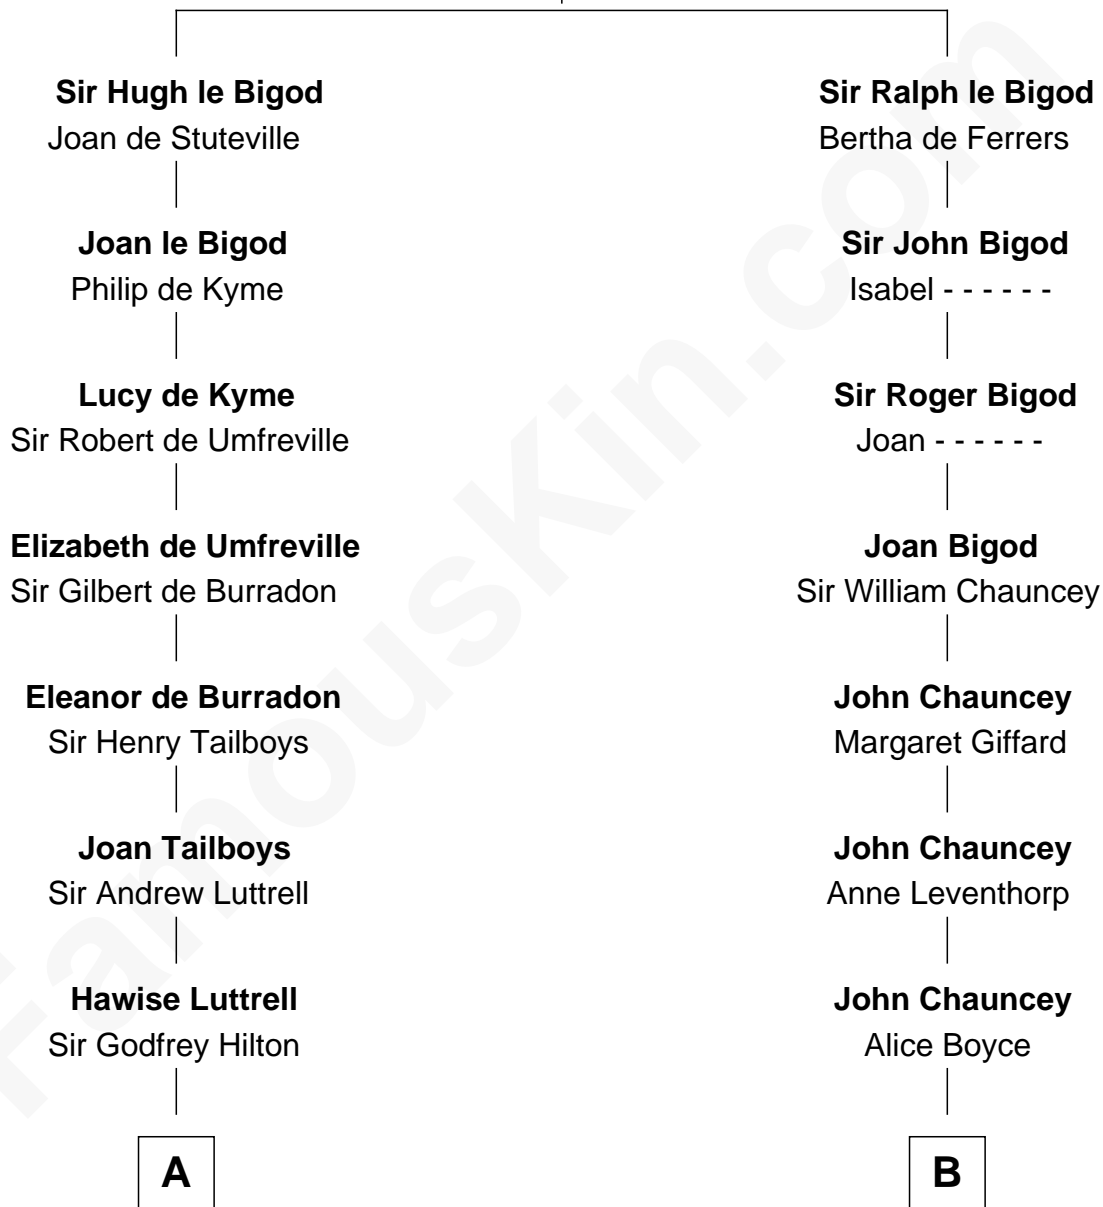 Sir Hugh le Bigod
Joan de Stuteville
Joan le Bigod
Philip de Kyme
Lucy de Kyme
Sir Robert de Umfreville
Elizabeth de Umfreville
Sir Gilbert de Burradon
Eleanor de Burradon
Sir Henry Tailboys
Joan Tailboys
Sir Andrew Luttrell
Hawise Luttrell
Sir Godfrey Hilton
A
Sir Ralph le Bigod
Bertha de Ferrers
Sir John Bigod
Isabel - - - - - -
Sir Roger Bigod
Joan - - - - - -
Joan Bigod
Sir William Chauncey
John Chauncey
Margaret Giffard
John Chauncey
Anne Leventhorp
John Chauncey
Alice Boyce
B
FamousKin.com